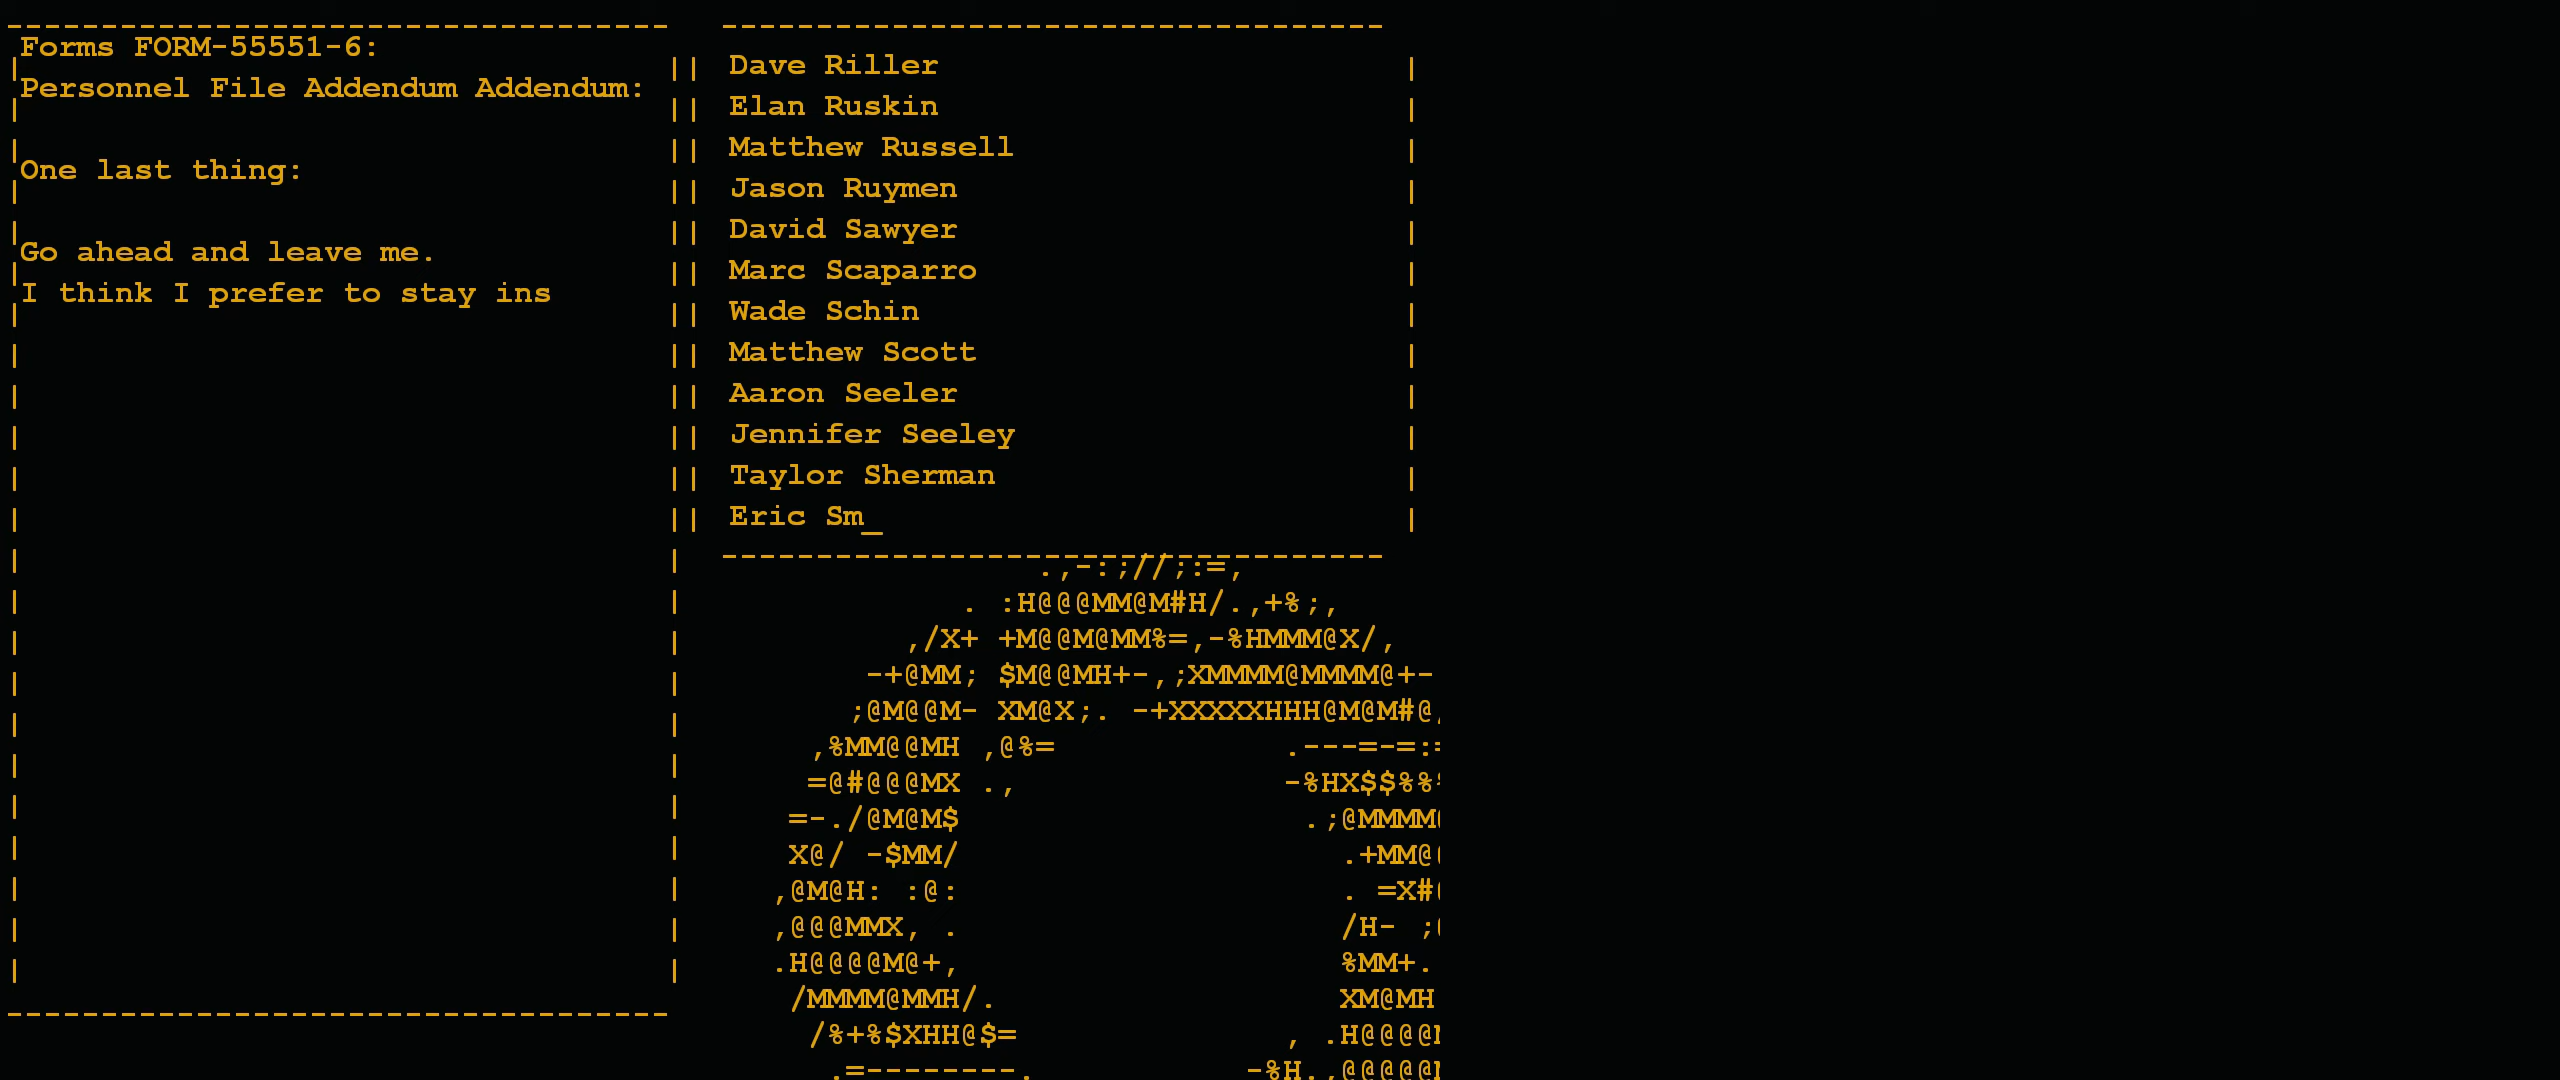 Forms FORM-55551-6:
Personnel File Addendum Addendum:
One last thing:
Go ahead and leave me.
I think I prefer to stay ins
Dave Riller
Elan Ruskin
Matthew Russell
Jason Ruymen
David Sawyer
Marc Scaparro
Wade Schin
Matthew Scott
Aaron Seeler
Jennifer Seeley
Taylor Sherman
Eric Sm_